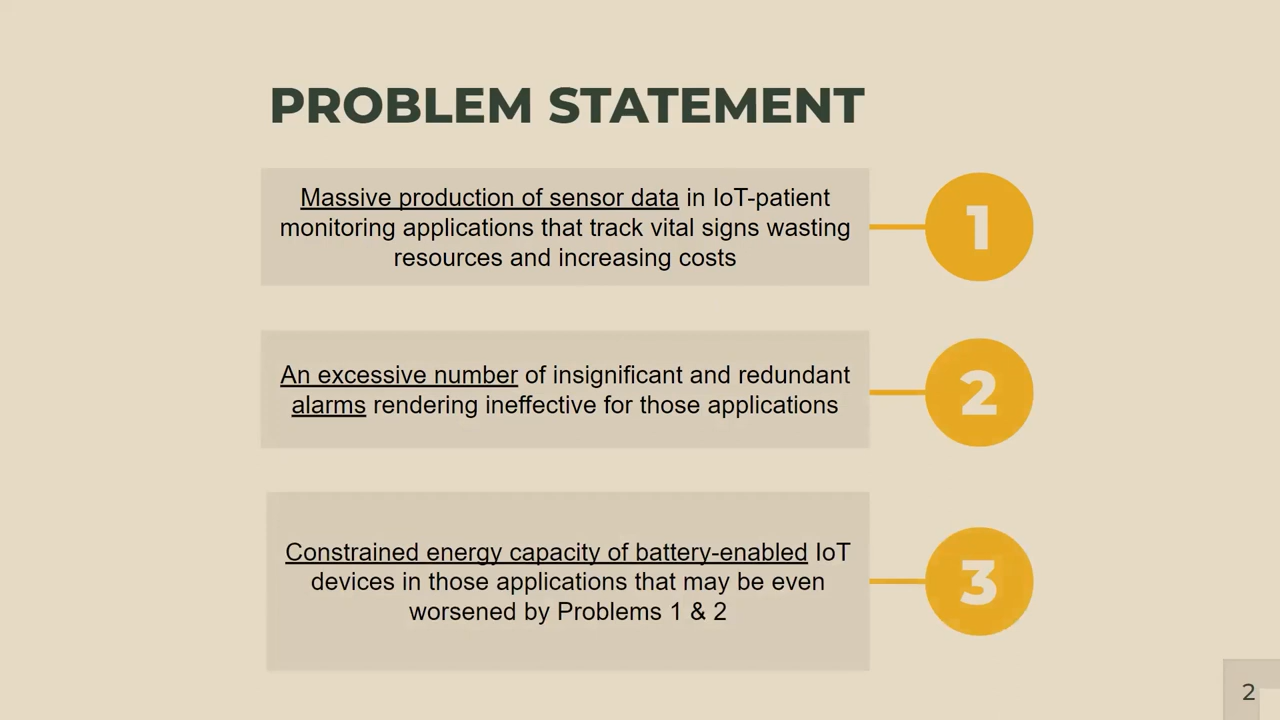 PROBLEM STATEMENT
Massive production of sensor data in IoT-patient
monitoring applications that track vital signs wasting
resources and increasing costs
1
An excessive number of insignificant and redundant
alarms rendering ineffective for those applications
2
Constrained energy capacity of battery-enabled IoT
devices in those applications that may be even
worsened by Problems 1 & 2
3
2